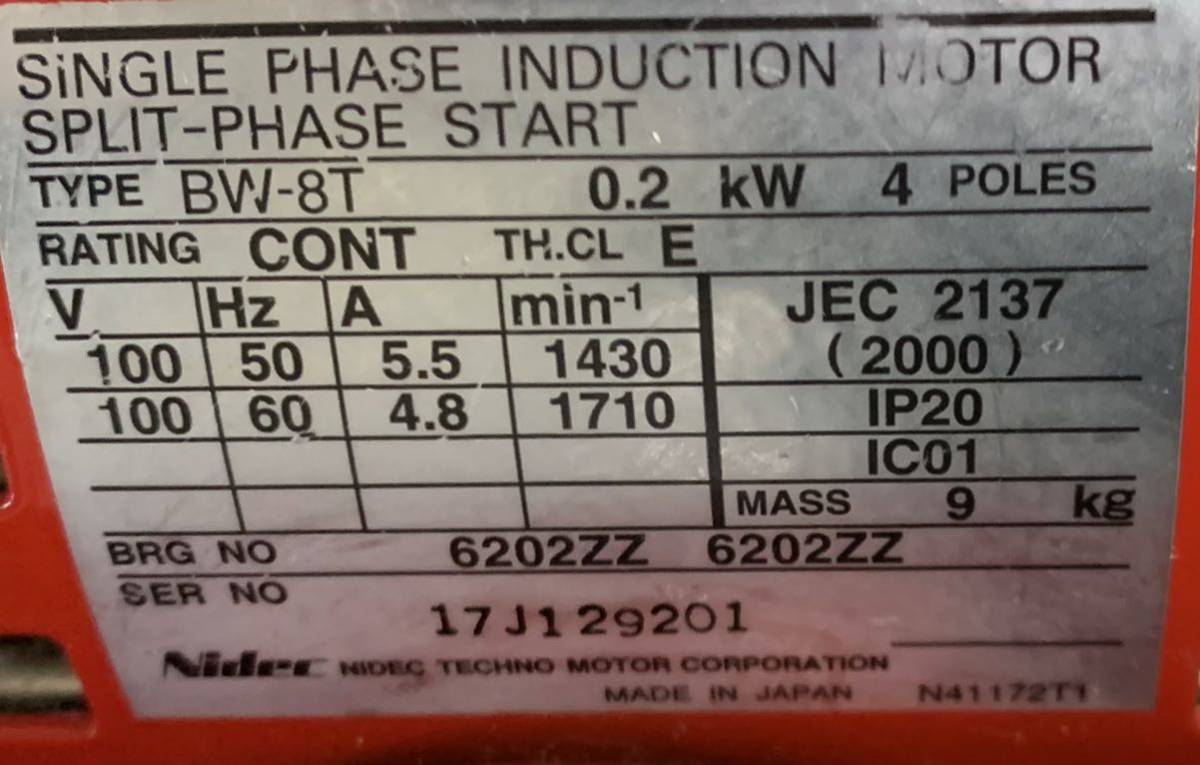 SiNGLE PHASE INDUCTION MOTOR
SPLIT-PHASE START
TYPE BW-8T 0.2 kW 4 POLES
RATING CONT TH.CL E
V Hz A min-1 JEC 2137
100 50 5.5 1430 (2000)
100 60 4.8 1710 IP20
IC01
MASS 9 kg
BRG NO 6202ZZ 6202ZZ
SER NO
17J129201
Nidec NIDEC TECHNO MOTOR CORPORATION
MADE IN JAPAN N41172T1